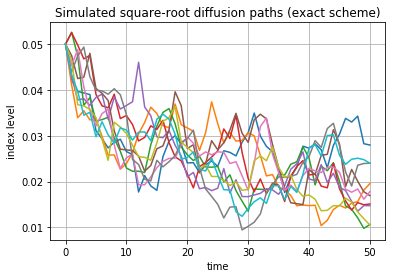 Simulated square-root diffusion paths (exact scheme)
0.05
0.04
0.03
0.02
0.01
index level
0 10 20 30 40 50
time